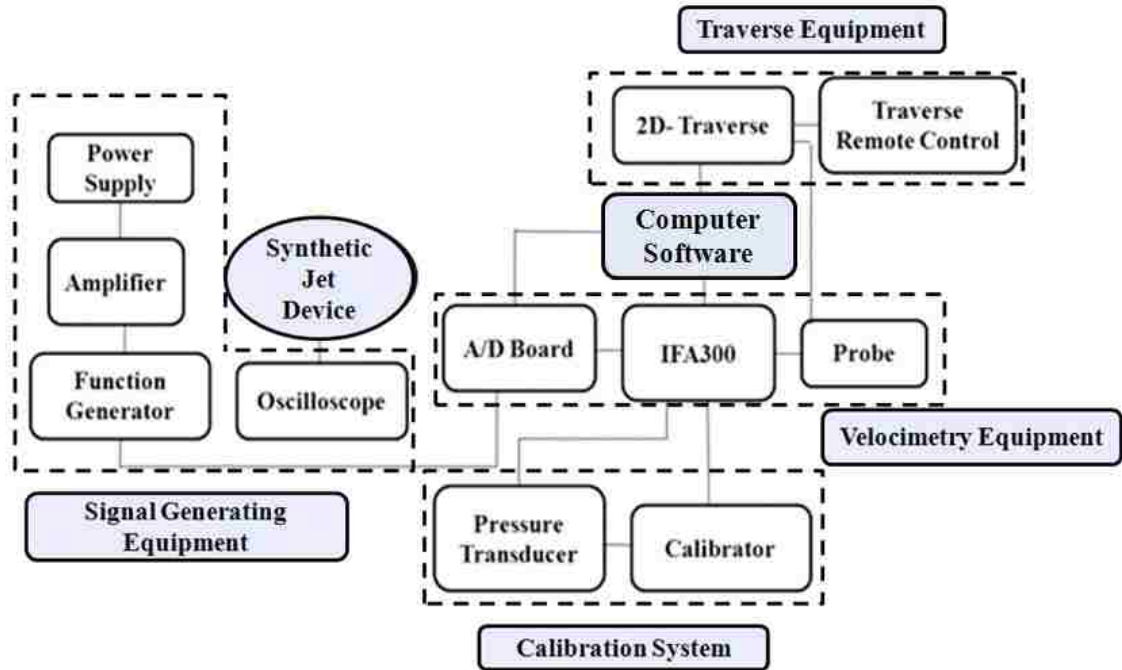 Traverse Equipment
2D- Traverse
Traverse
Remote Control
Power
Supply
Computer
Software
Synthetic
Jet
Device
Amplifier
A/D Board
IFA300
Probe
Function
Generator
Oscilloscope
Velocimetry Equipment
Signal Generating
Equipment
Pressure
Transducer
Calibrator
Calibration System